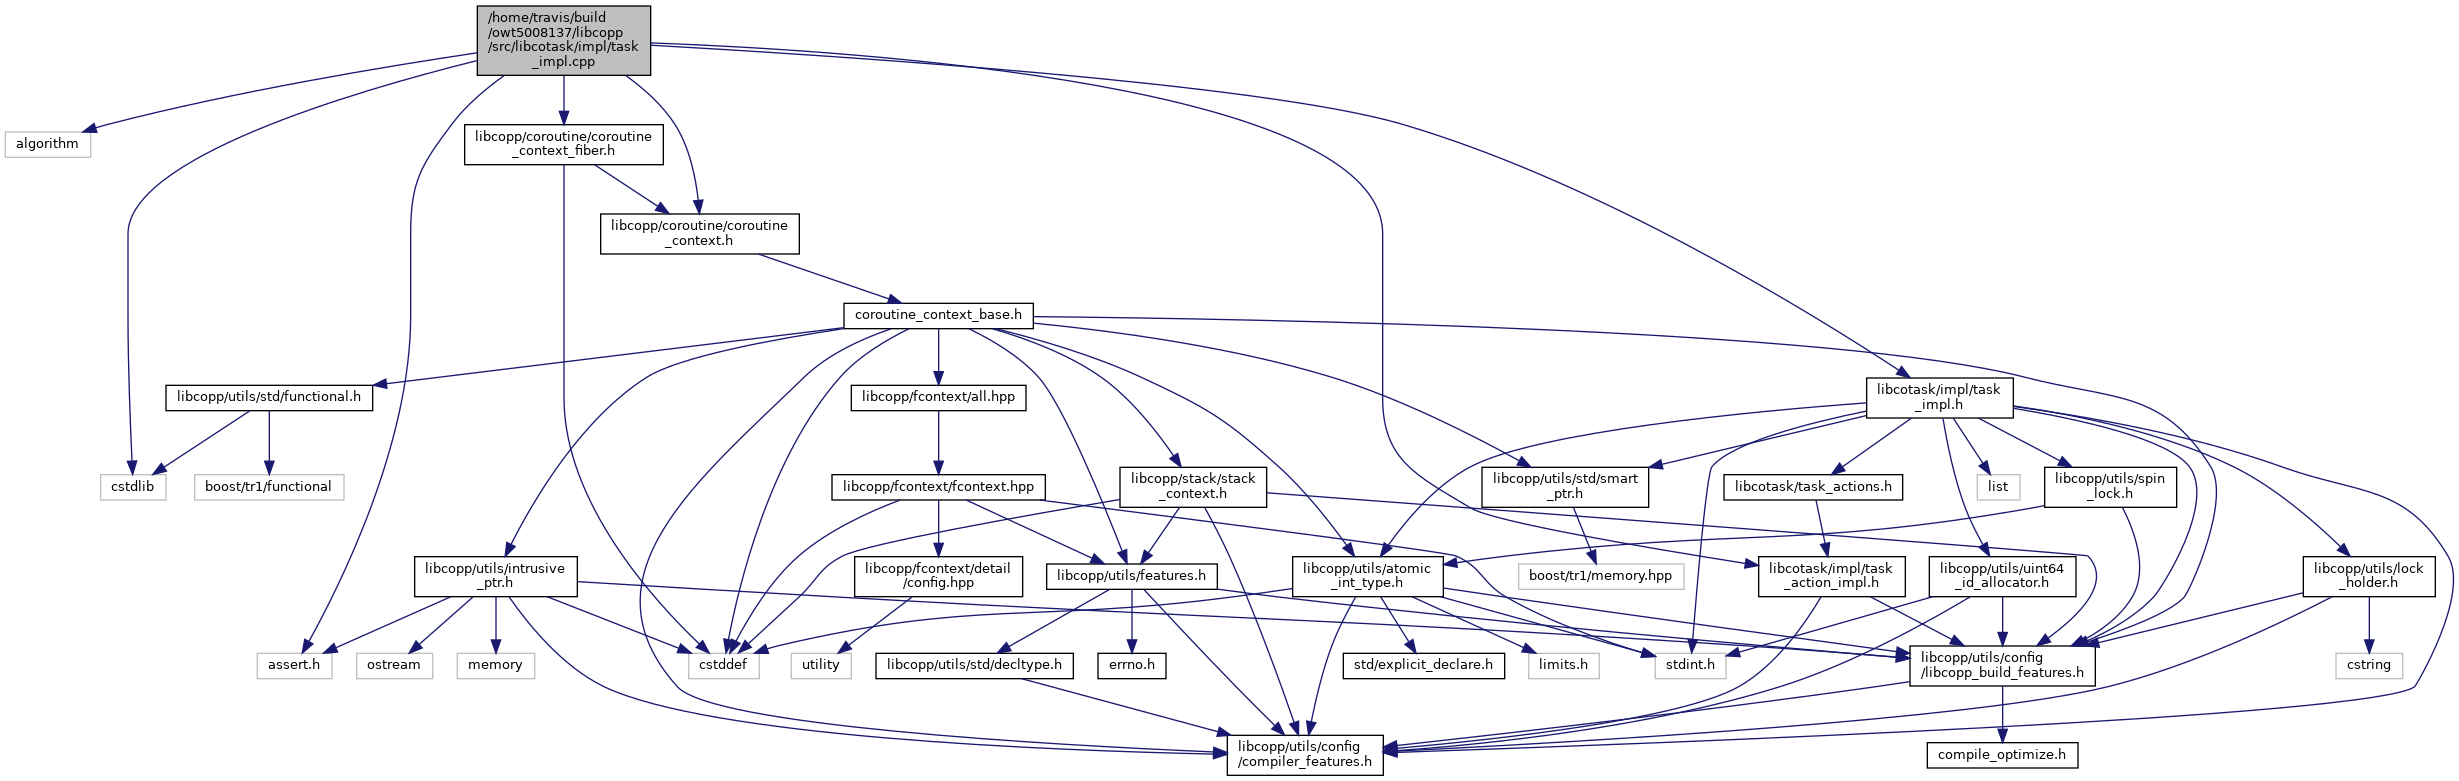 /home/travis/build
/owt5008137/libcopp
/src/libcotask/impl/task
_impl.cpp
algorithm
libcopp/coroutine/coroutine
_context_fiber.h
libcopp/coroutine/coroutine
_context.h
coroutine_context_base.h
libcopp/utils/std/functional.h
libcopp/fcontext/all.hpp
libcotask/impl/task
_impl.h
cstdlib
boost/tr1/functional
libcopp/fcontext/fcontext.hpp
libcopp/stack/stack
_context.h
libcopp/utils/std/smart
_ptr.h
libcotask/task_actions.h
list
libcopp/utils/spin
_lock.h
libcopp/utils/intrusive
_ptr.h
libcopp/fcontext/detail
/config.hpp
libcopp/utils/features.h
libcopp/utils/atomic
_int_type.h
boost/tr1/memory.hpp
libcotask/impl/task
_action_impl.h
libcopp/utils/uint64
_id_allocator.h
libcopp/utils/lock
_holder.h
assert.h
ostream
memory
cstddef
utility
libcopp/utils/std/decltype.h
errno.h
std/explicit_declare.h
limits.h
stdint.h
libcopp/utils/config
/libcopp_build_features.h
cstring
libcopp/utils/config
/compiler_features.h
compile_optimize.h